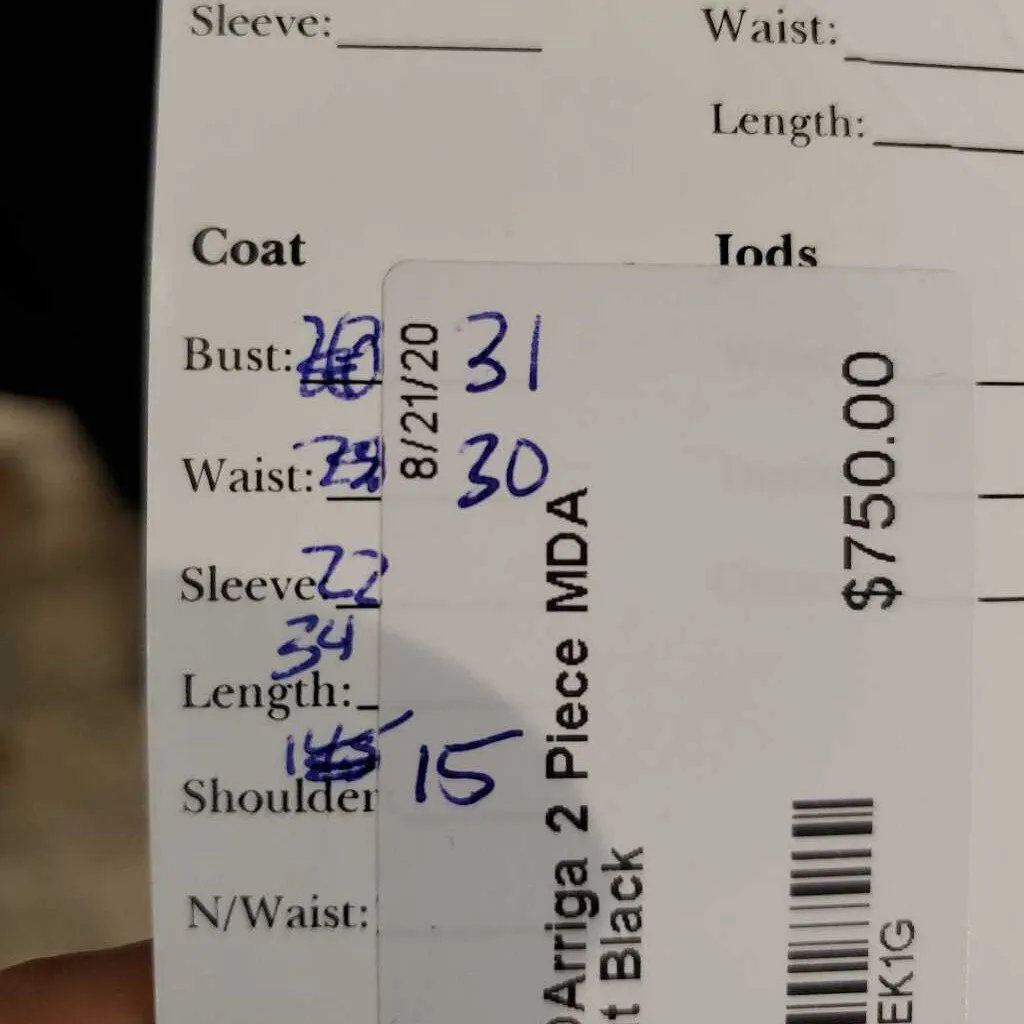 Sleeve:
Waist:
Length:
Coat
Jods
Bust: 31
Waist: 30
Sleeve 22
34
Length:
15
Shoulder
N/Waist:
8/21/20
Arriga 2 Piece MDA
t Black
$750.00
EK1G